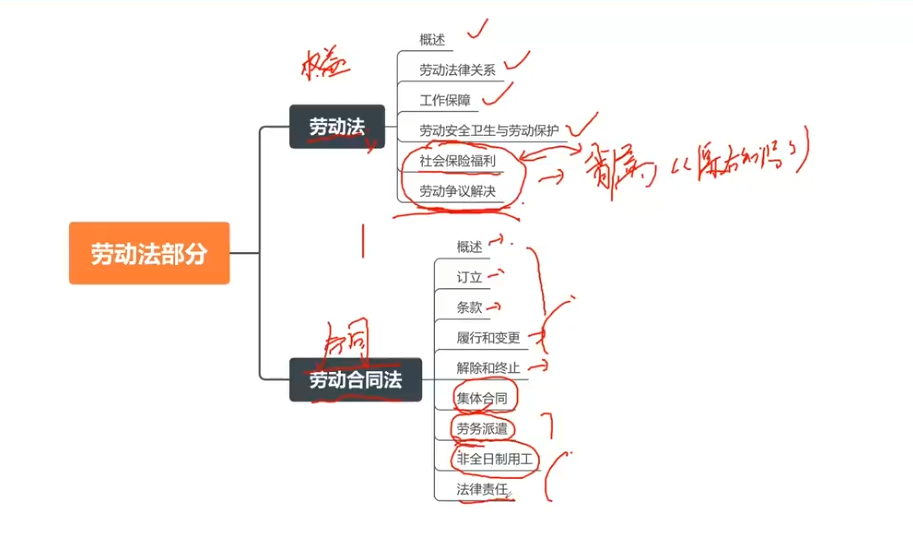 概述
劳动法律关系
权益
工作保障
劳动法
劳动安全卫生与劳动保护
社会保险福利
劳动争议解决
劳动法部分
概述
订立
条款
合同
履行和变更
解除和终止
劳动合同法
集体合同
劳务派遣
非全日制用工
法律责任